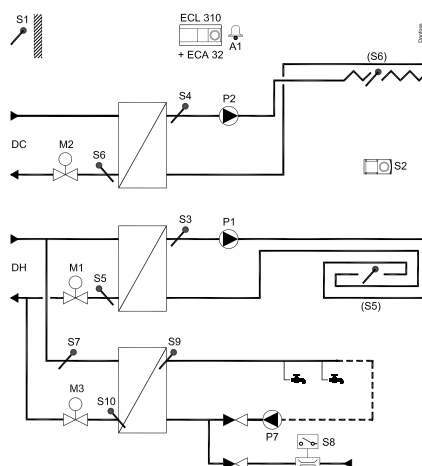 S1
ECL 310
+ ECA 32
A1
Danfoss
(S6)
S4
P2
DC
M2
S6
S2
S3
P1
DH
M1
S5
(S5)
S7
S9
M3
S10
P7
S8